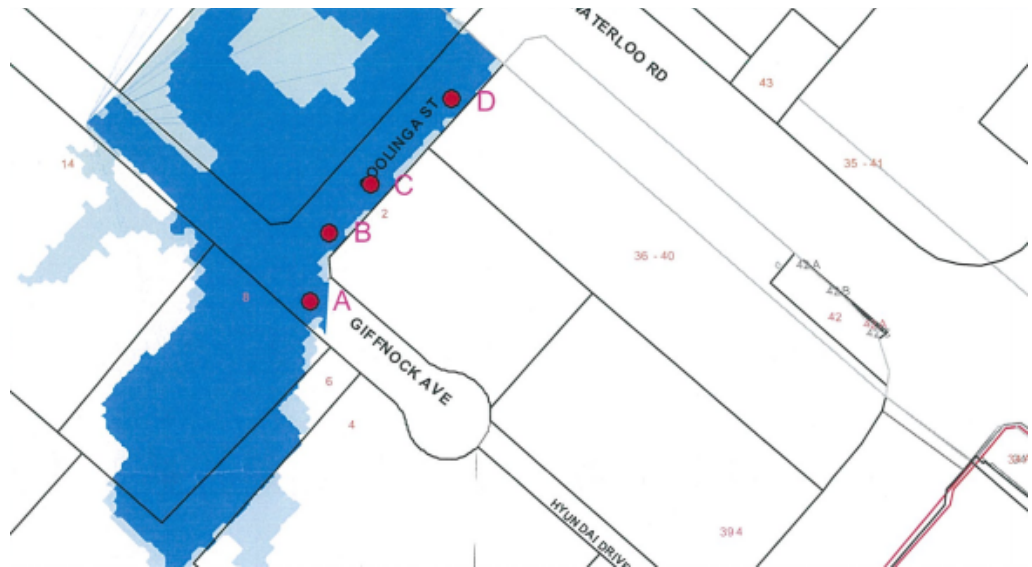 WATERLOO RD
43
D
COOLINGA ST
35 - 41
14
C
2
B
36 - 40
42A
42B
8
A
42
GIFFNOCK AVE
6
4
HYUNDAI DRIVE
394